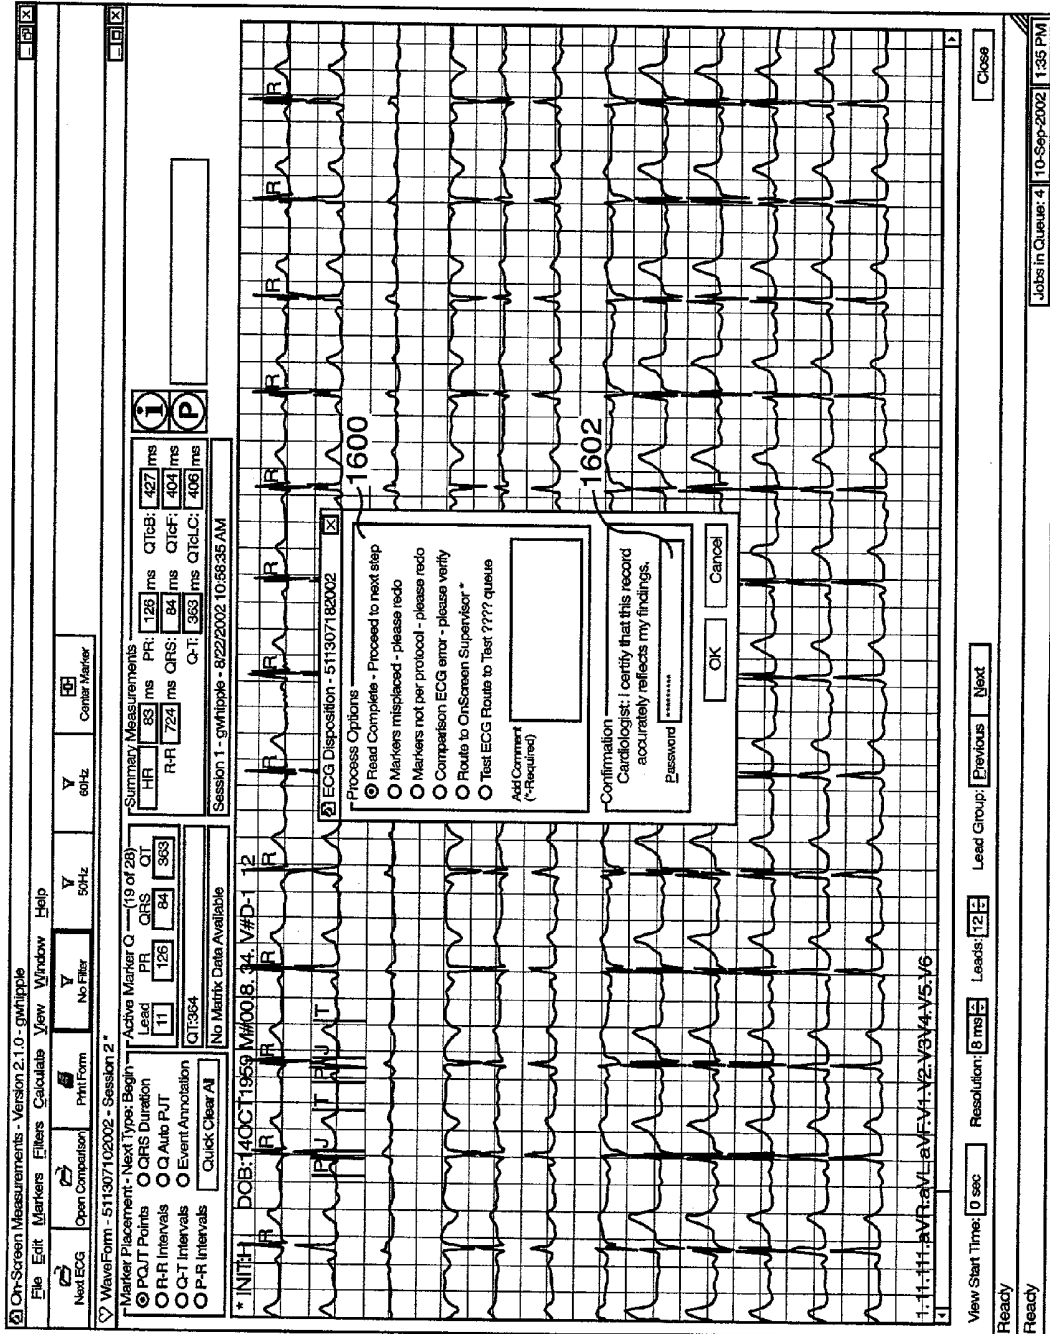 On-Screen Measurements - Version 2.1.0 - gwhipple
File Edit Markers Filters Calculate View Window Help
Next ECG Open Comparison Print Form No Filter 50Hz 60Hz Center Marker
WaveForm - 511307102002 - Session 2 *
Marker Placement - Next Type: Begin
PQJT Points QRS Duration
R-R Intervals Q Auto PJT
Q-T Intervals Event Annotation
P-R Intervals Quick Clear All
Active Marker Q (19 of 28)
Lead PR QRS QT
11 126 84 363
QT:364
No Matrix Data Available
Summary Measurements
HR 83 ms PR: 126 ms QTcB: 427 ms
R-R 724 ms QRS: 84 ms QTcF: 404 ms
Q-T: 363 ms QTcLC: 406 ms
Session 1 - gwhipple - 8/22/2002 10:58:35 AM
i
P
* INIT:H DOB:14OCT1959 M#00.8. 34. V#D-1 12
R R R R R R R R R R R R R
P J T P J T
1600
ECG Disposition - 511307182002
Process Options
Read Complete - Proceed to next step
Markers misplaced - please redo
Markers not per protocol - please redo
Comparison ECG error - please verify
Route to OnScreen Supervisor *
Test ECG Route to Test ???? queue
Add Comment
(*-Required)
1602
Confirmation
Cardiologist: I certify that this record
accurately reflects my findings.
Password **********
OK Cancel
1.11.111.aVR.aVL.aVF.V1.V2.V3V4.V5.V6
View Start Time: 0 sec Resolution: 8 ms Leads: 12 Lead Group: Previous Next Close
Ready
Ready Jobs in Queue: 4 10-Sep-2002 1:35 PM